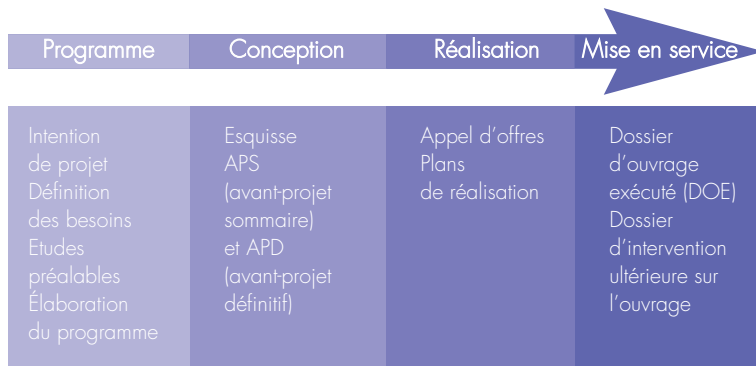 Programme
Conception
Réalisation
Mise en service
Intention
de projet
Définition
des besoins
Etudes
préalables
Élaboration
du programme
Esquisse
APS
(avant-projet
sommaire)
et APD
(avant-projet
définitif)
Appel d’offres
Plans
de réalisation
Dossier
d’ouvrage
exécuté (DOE)
Dossier
d’intervention
ultérieure sur
l’ouvrage